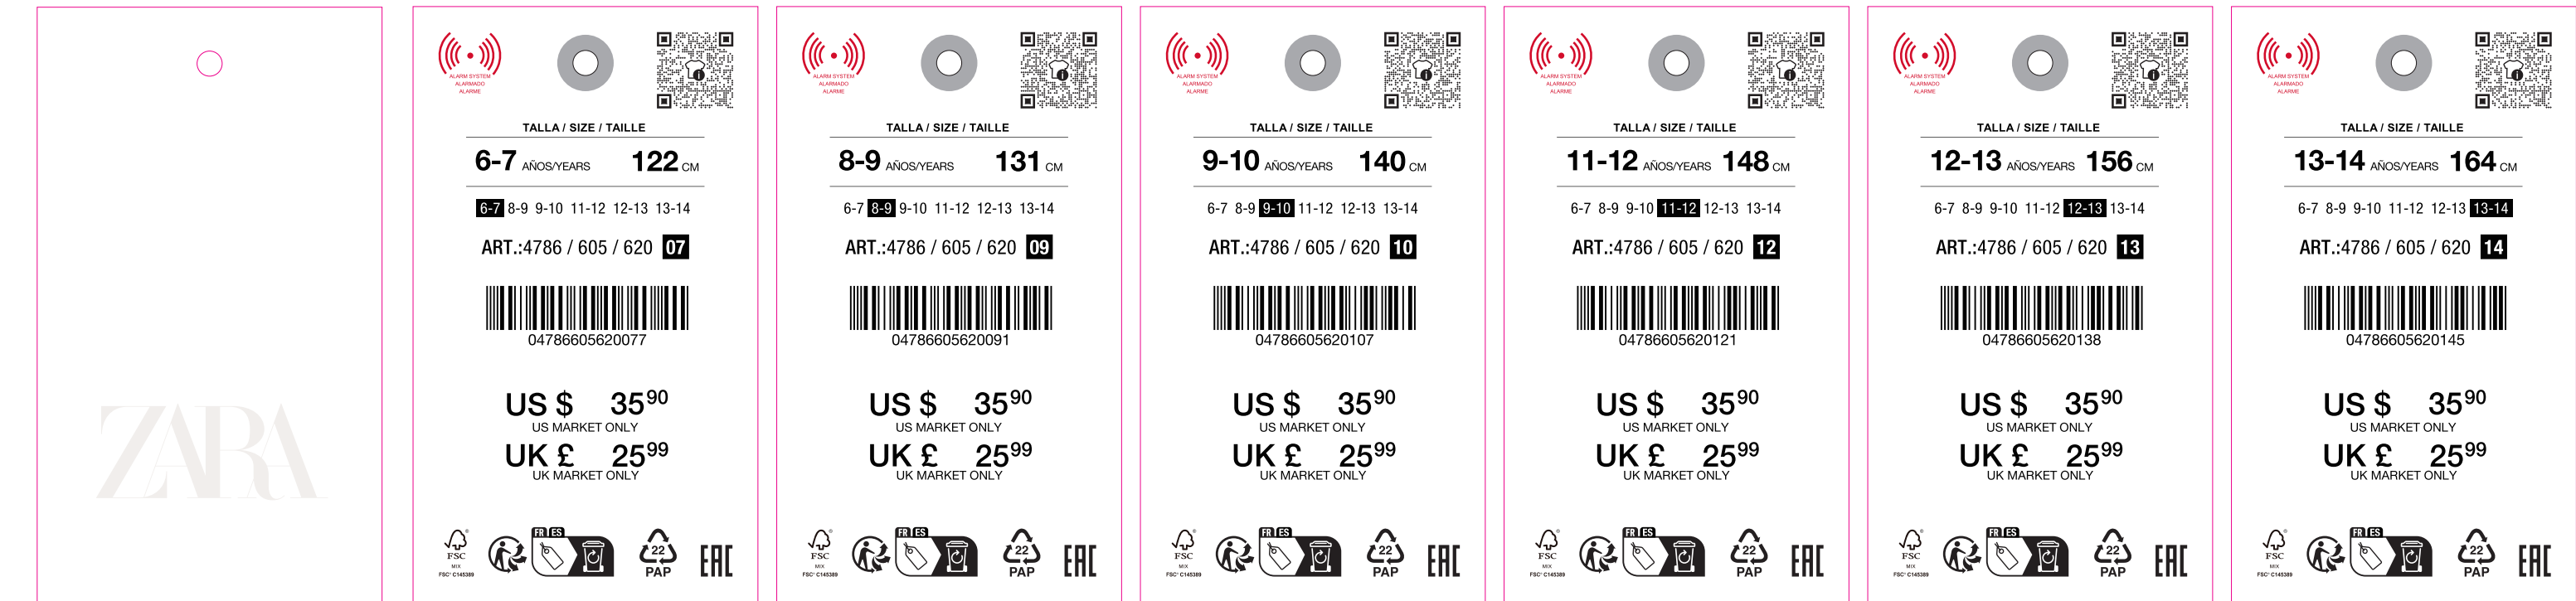 ZARA
ALARM SYSTEM
ALARMADO
ALARME
TALLA / SIZE / TAILLE
6-7 AÑOS/YEARS 122 CM
6-7 8-9 9-10 11-12 12-13 13-14
ART.:4786 / 605 / 620 07
04786605620077
US $ 35 90
US MARKET ONLY
UK £ 25 99
UK MARKET ONLY
FR ES
FSC®
MIX
FSC® C145389
22
PAP
EAC
ALARM SYSTEM
ALARMADO
ALARME
TALLA / SIZE / TAILLE
8-9 AÑOS/YEARS 131 CM
6-7 8-9 9-10 11-12 12-13 13-14
ART.:4786 / 605 / 620 09
04786605620091
US $ 35 90
US MARKET ONLY
UK £ 25 99
UK MARKET ONLY
FR ES
FSC®
MIX
FSC® C145389
22
PAP
EAC
ALARM SYSTEM
ALARMADO
ALARME
TALLA / SIZE / TAILLE
9-10 AÑOS/YEARS 140 CM
6-7 8-9 9-10 11-12 12-13 13-14
ART.:4786 / 605 / 620 10
04786605620107
US $ 35 90
US MARKET ONLY
UK £ 25 99
UK MARKET ONLY
FR ES
FSC®
MIX
FSC® C145389
22
PAP
EAC
ALARM SYSTEM
ALARMADO
ALARME
TALLA / SIZE / TAILLE
11-12 AÑOS/YEARS 148 CM
6-7 8-9 9-10 11-12 12-13 13-14
ART.:4786 / 605 / 620 12
04786605620121
US $ 35 90
US MARKET ONLY
UK £ 25 99
UK MARKET ONLY
FR ES
FSC®
MIX
FSC® C145389
22
PAP
EAC
ALARM SYSTEM
ALARMADO
ALARME
TALLA / SIZE / TAILLE
12-13 AÑOS/YEARS 156 CM
6-7 8-9 9-10 11-12 12-13 13-14
ART.:4786 / 605 / 620 13
04786605620138
US $ 35 90
US MARKET ONLY
UK £ 25 99
UK MARKET ONLY
FR ES
FSC®
MIX
FSC® C145389
22
PAP
EAC
ALARM SYSTEM
ALARMADO
ALARME
TALLA / SIZE / TAILLE
13-14 AÑOS/YEARS 164 CM
6-7 8-9 9-10 11-12 12-13 13-14
ART.:4786 / 605 / 620 14
04786605620145
US $ 35 90
US MARKET ONLY
UK £ 25 99
UK MARKET ONLY
FR ES
FSC®
MIX
FSC® C145389
22
PAP
EAC